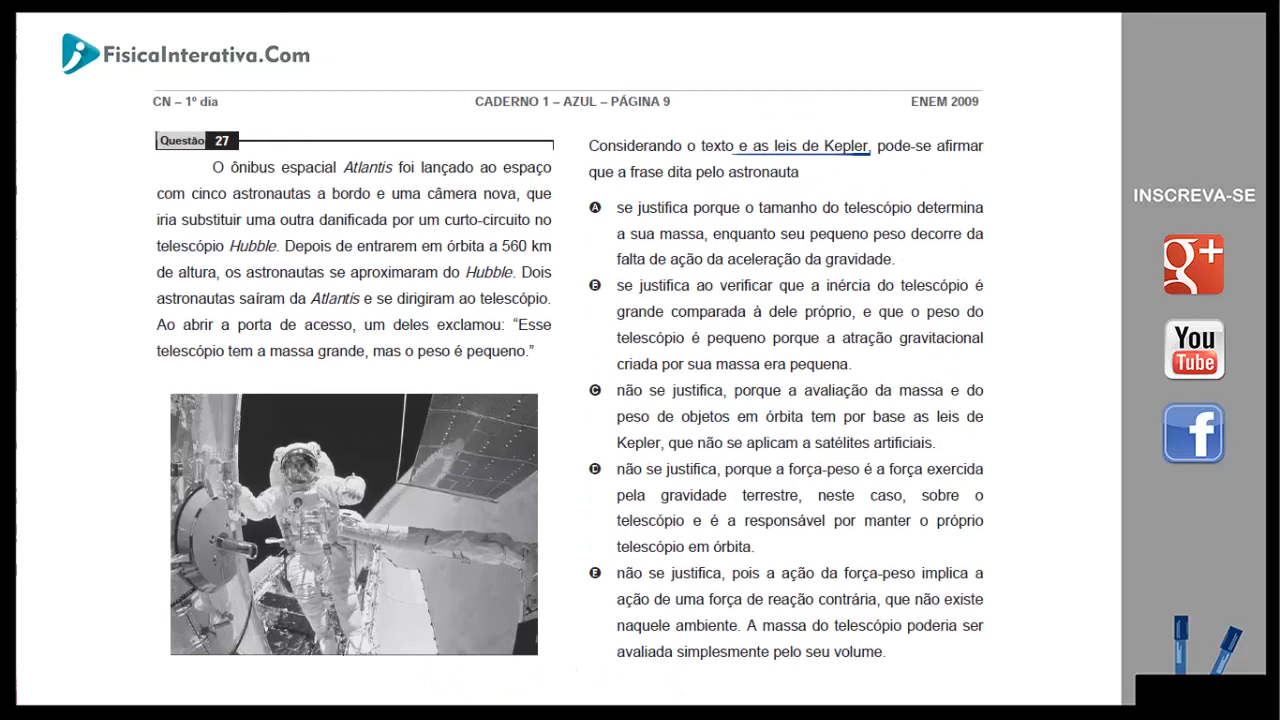 FisicaInterativa.Com
CN – 1º dia
CADERNO 1 – AZUL – PÁGINA 9
ENEM 2009
Questão 27
O ônibus espacial Atlantis foi lançado ao espaço
com cinco astronautas a bordo e uma câmera nova, que
iria substituir uma outra danificada por um curto-circuito no
telescópio Hubble. Depois de entrarem em órbita a 560 km
de altura, os astronautas se aproximaram do Hubble. Dois
astronautas saíram da Atlantis e se dirigiram ao telescópio.
Ao abrir a porta de acesso, um deles exclamou: “Esse
telescópio tem a massa grande, mas o peso é pequeno.”
Considerando o texto e as leis de Kepler, pode-se afirmar
que a frase dita pelo astronauta
A se justifica porque o tamanho do telescópio determina
a sua massa, enquanto seu pequeno peso decorre da
falta de ação da aceleração da gravidade.
B se justifica ao verificar que a inércia do telescópio é
grande comparada à dele próprio, e que o peso do
telescópio é pequeno porque a atração gravitacional
criada por sua massa era pequena.
C não se justifica, porque a avaliação da massa e do
peso de objetos em órbita tem por base as leis de
Kepler, que não se aplicam a satélites artificiais.
D não se justifica, porque a força-peso é a força exercida
pela gravidade terrestre, neste caso, sobre o
telescópio e é a responsável por manter o próprio
telescópio em órbita.
E não se justifica, pois a ação da força-peso implica a
ação de uma força de reação contrária, que não existe
naquele ambiente. A massa do telescópio poderia ser
avaliada simplesmente pelo seu volume.
INSCREVA-SE
g+
You
Tube
f